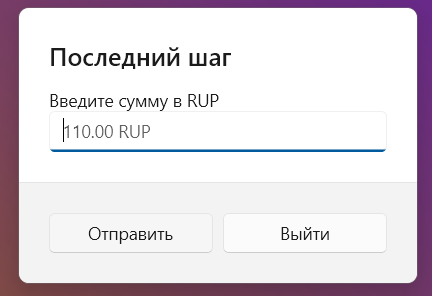 Последний шаг
Введите сумму в RUP
110.00 RUP
Отправить
Выйти